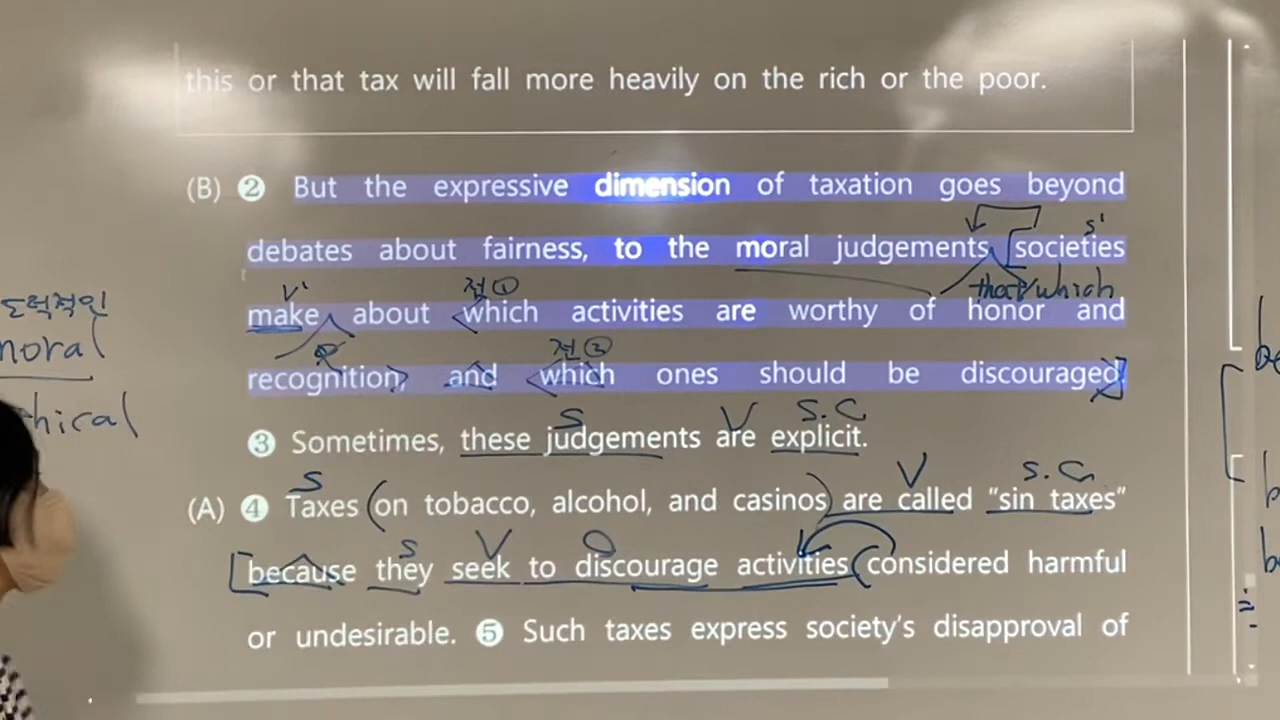 this or that tax will fall more heavily on the rich or the poor.
(B) ❷ But the expressive dimension of taxation goes beyond
s'
debates about fairness, to the moral judgements societies
that/which
v' 접①
make about which activities are worthy of honor and
접②
recognition and which ones should be discouraged.
S V S.C
❸ Sometimes, these judgements are explicit.
S V S.C.
(A) ❹ Taxes (on tobacco, alcohol, and casinos) are called “sin taxes”
S V O
[because they seek to discourage activities (considered harmful
or undesirable. ❺ Such taxes express society's disapproval of
도덕적인
moral